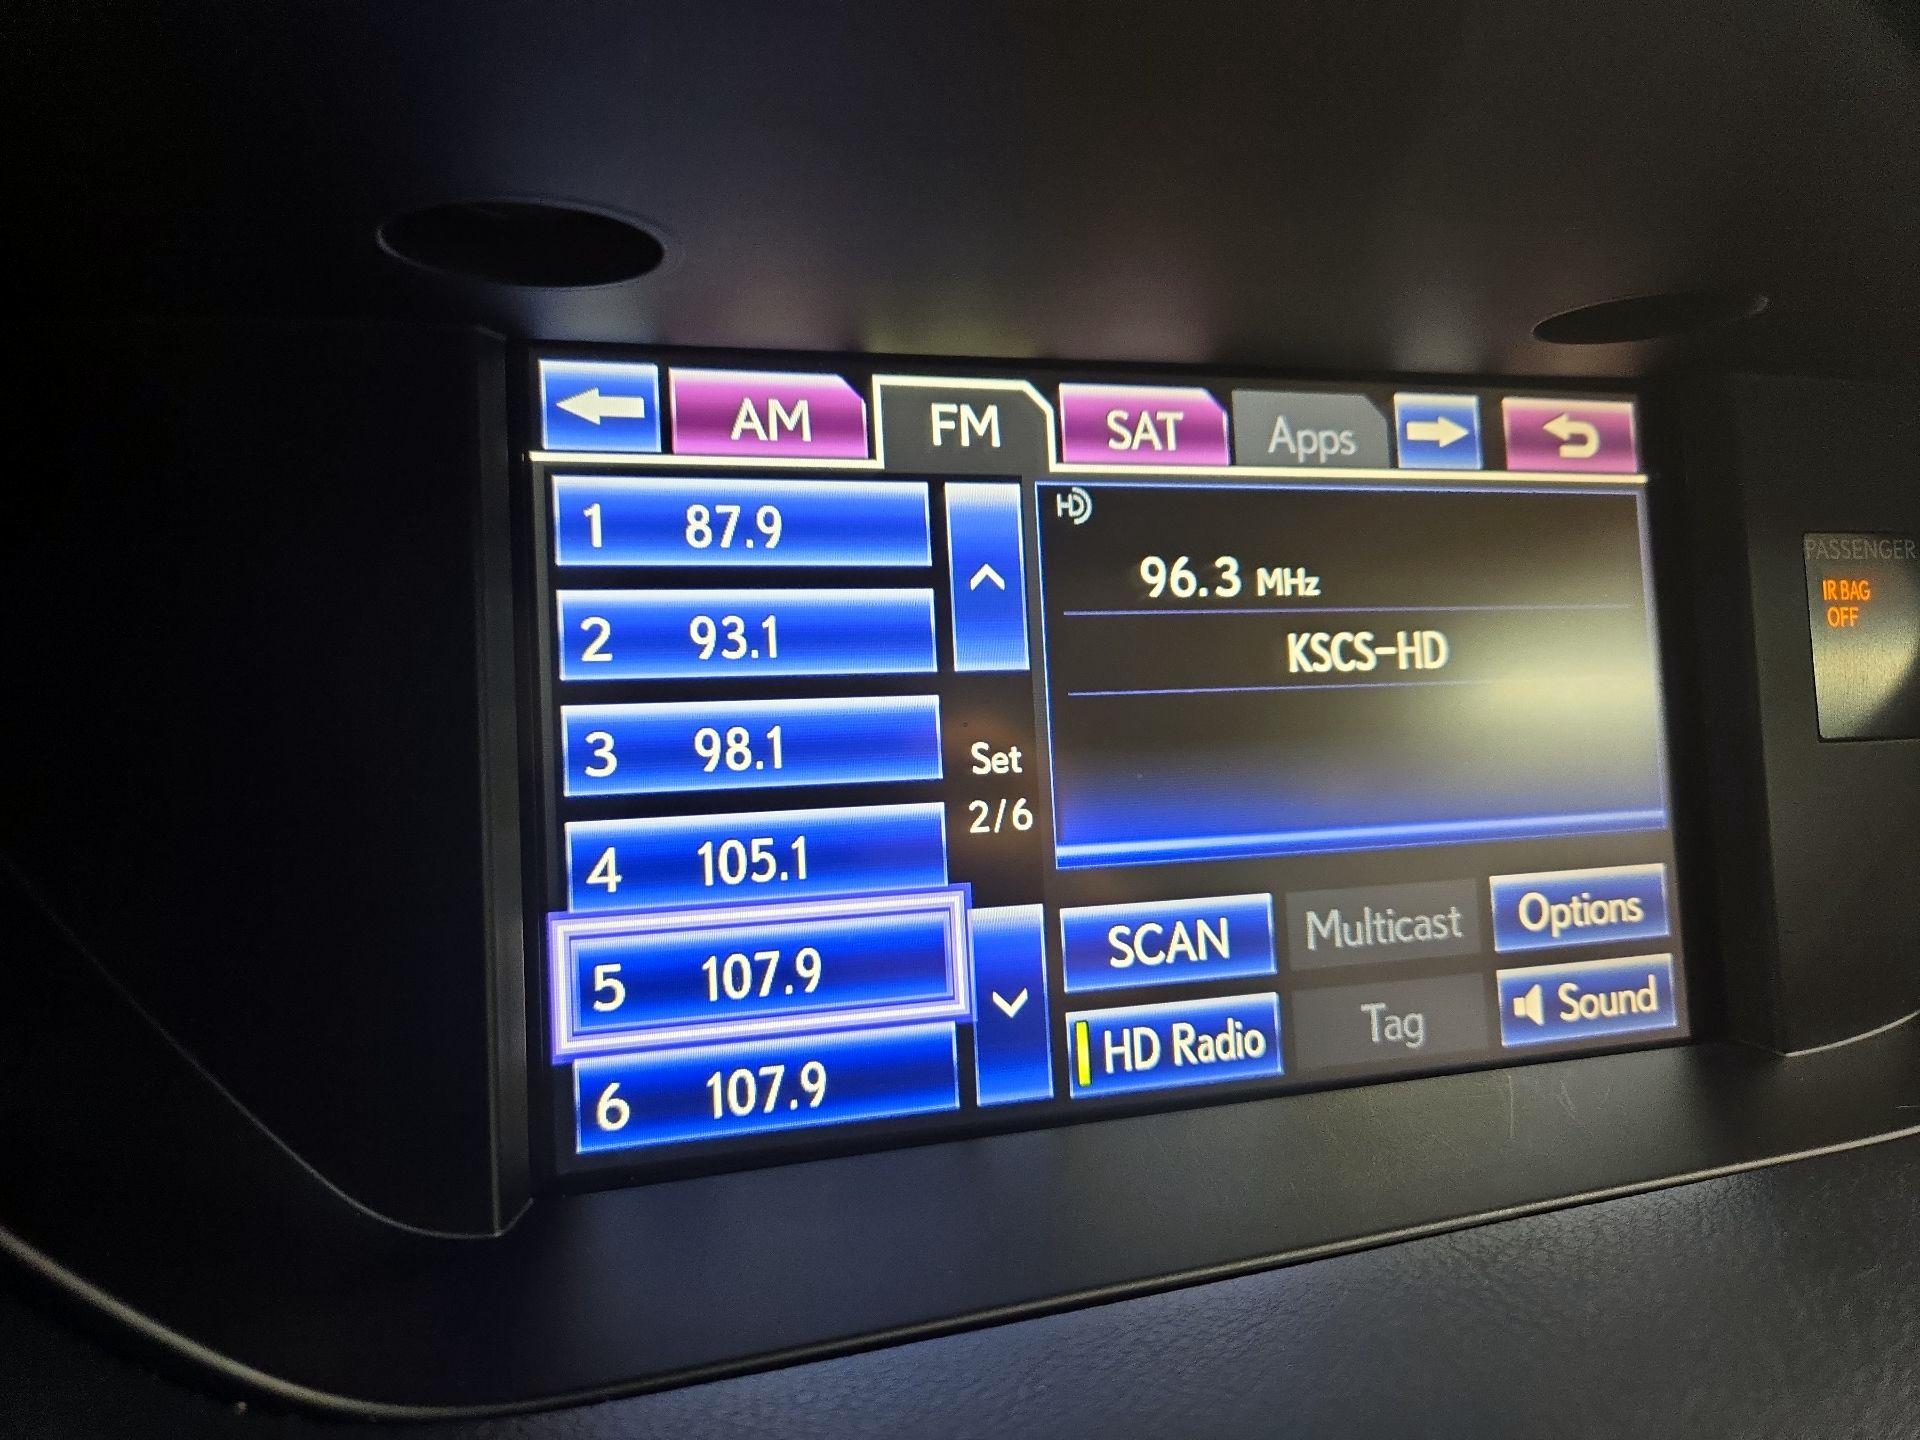 AM FM SAT Apps
1 87.9
2 93.1
3 98.1
4 105.1
5 107.9
6 107.9
Set
2/6
HD
96.3 MHz
KSCS-HD
SCAN Multicast Options
HD Radio Tag Sound
PASSENGER
IR BAG
OFF